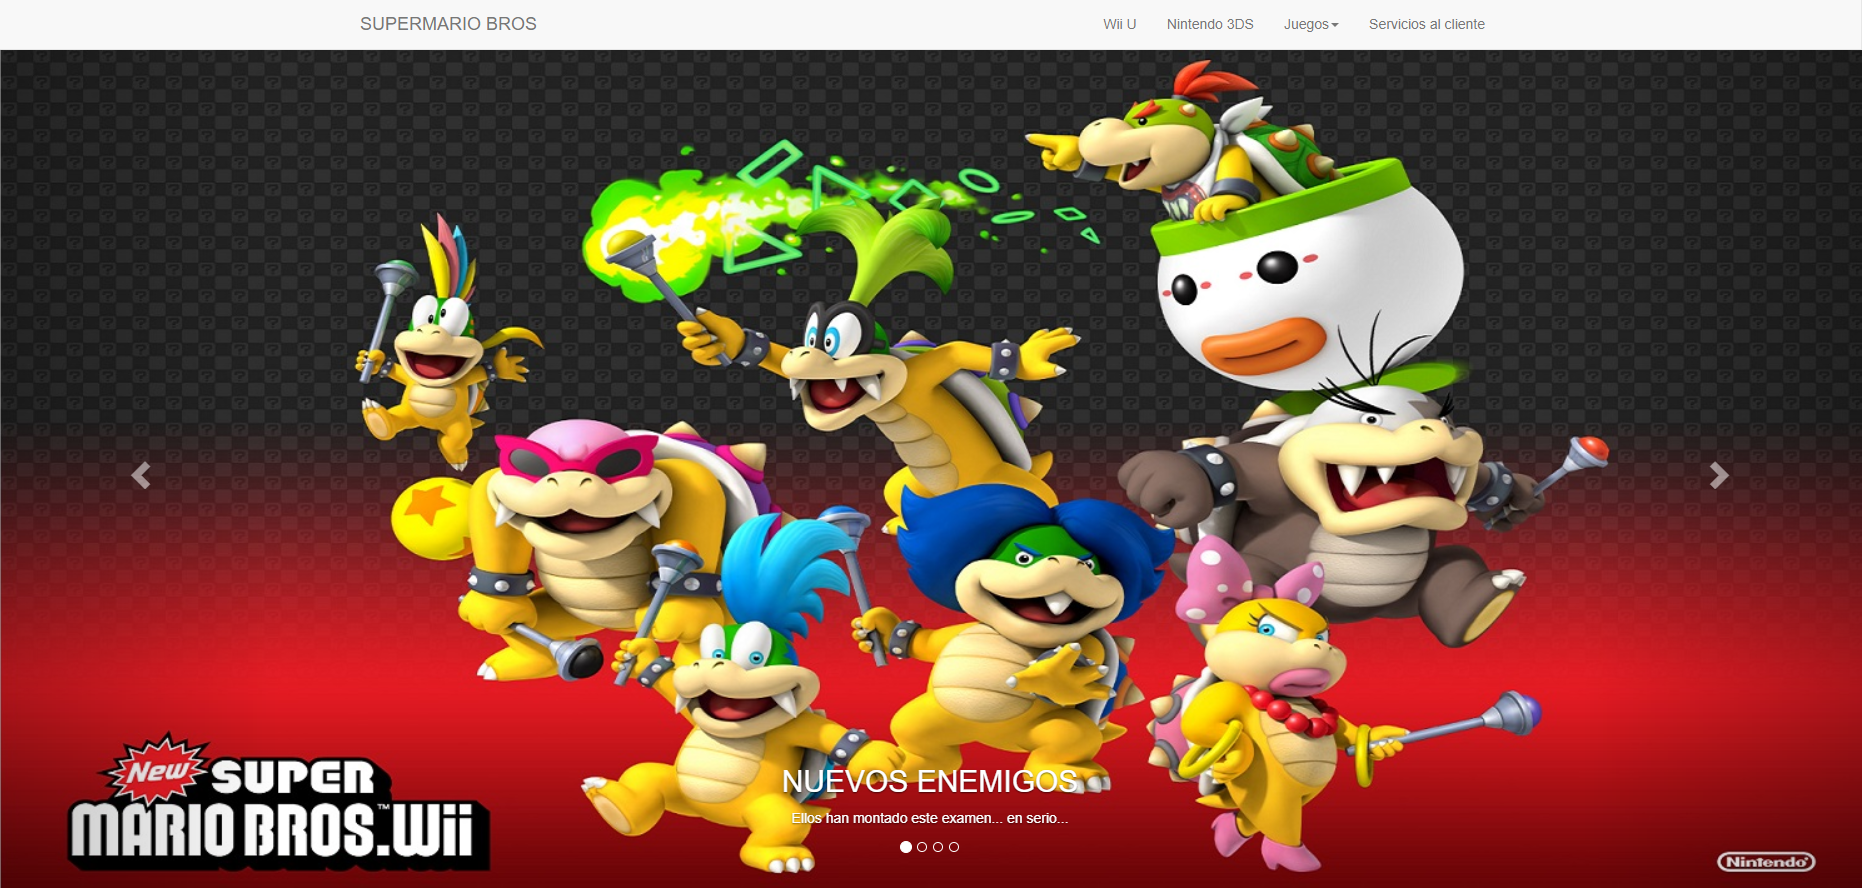 SUPERMARIO BROS
Wii U Nintendo 3DS Juegos Servicios al cliente
New SUPER
MARIO BROS.Wii
TM
NUEVOS ENEMIGOS
Ellos han montado este examen... en serio...
Nintendo